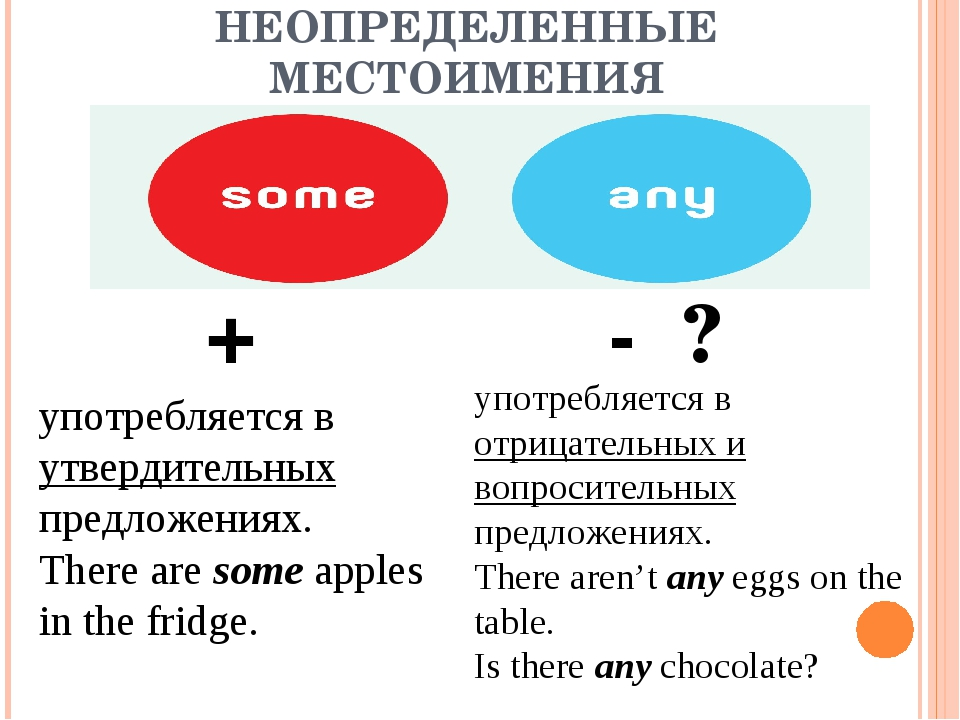 НЕОПРЕДЕЛЕННЫЕ
МЕСТОИМЕНИЯ
some
any
+
- ?
употребляется в
утвердительных
предложениях.
There are some apples
in the fridge.
употребляется в
отрицательных и
вопросительных
предложениях.
There aren’t any eggs on the
table.
Is there any chocolate?